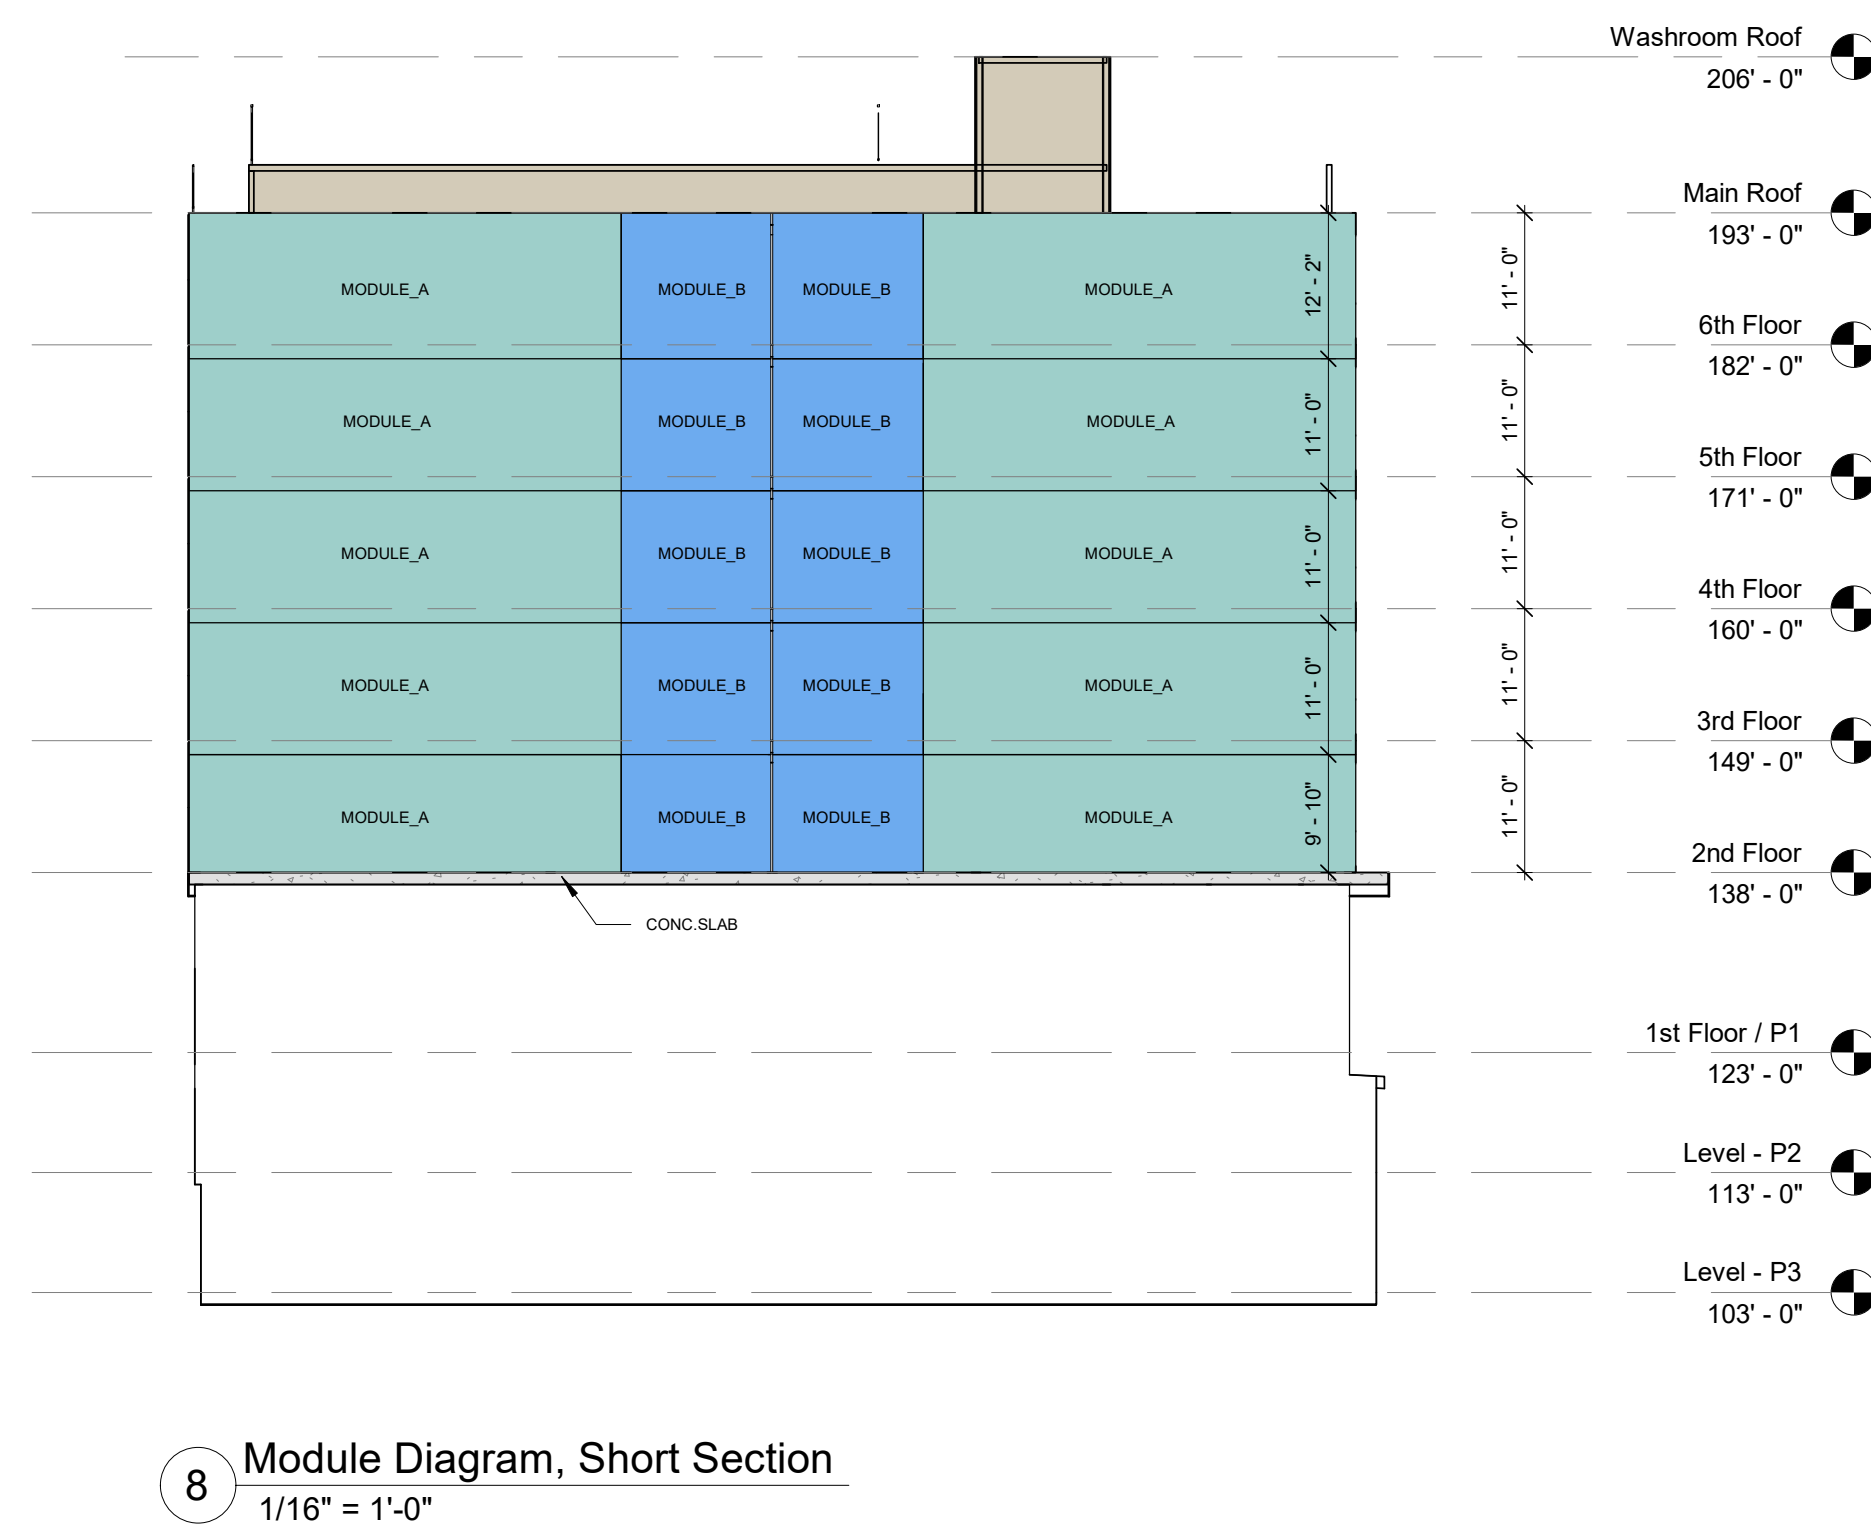 Washroom Roof
206' - 0"
Main Roof
193' - 0"
MODULE_A MODULE_B MODULE_B MODULE_A 12' - 2" 11' - 0"
6th Floor
182' - 0"
MODULE_A MODULE_B MODULE_B MODULE_A 11' - 0" 11' - 0"
5th Floor
171' - 0"
MODULE_A MODULE_B MODULE_B MODULE_A 11' - 0" 11' - 0"
4th Floor
160' - 0"
MODULE_A MODULE_B MODULE_B MODULE_A 11' - 0" 11' - 0"
3rd Floor
149' - 0"
MODULE_A MODULE_B MODULE_B MODULE_A 9' - 10" 11' - 0"
2nd Floor
138' - 0"
CONC.SLAB
1st Floor / P1
123' - 0"
Level - P2
113' - 0"
Level - P3
103' - 0"
8 Module Diagram, Short Section
1/16" = 1'-0"